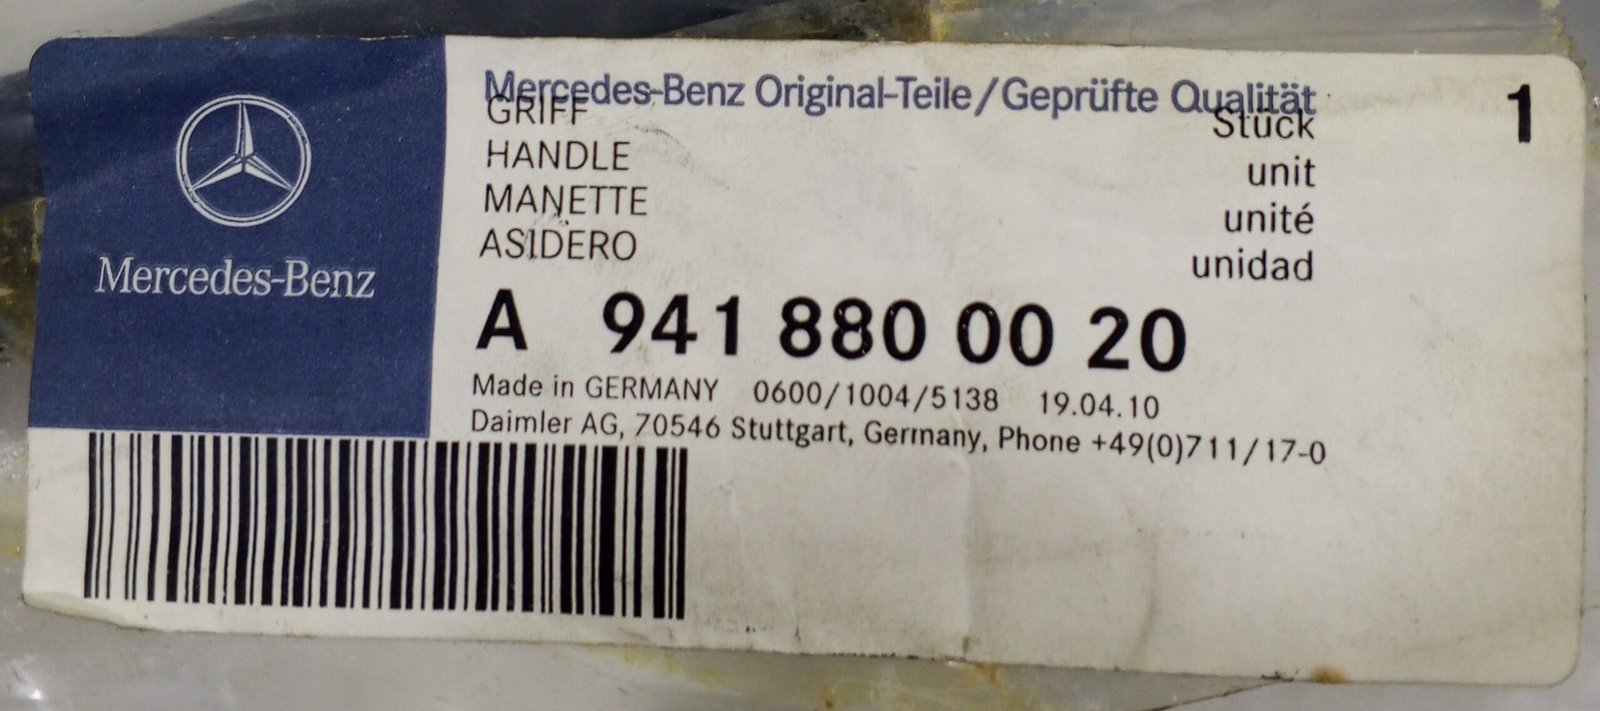 Mercedes-Benz
Mercedes-Benz Original-Teile/Geprüfte Qualität
GRIFF Stück 1
HANDLE unit
MANETTE unité
ASIDERO unidad
A 941 880 00 20
Made in GERMANY 0600/1004/5138 19.04.10
Daimler AG, 70546 Stuttgart, Germany, Phone +49(0)711/17-0